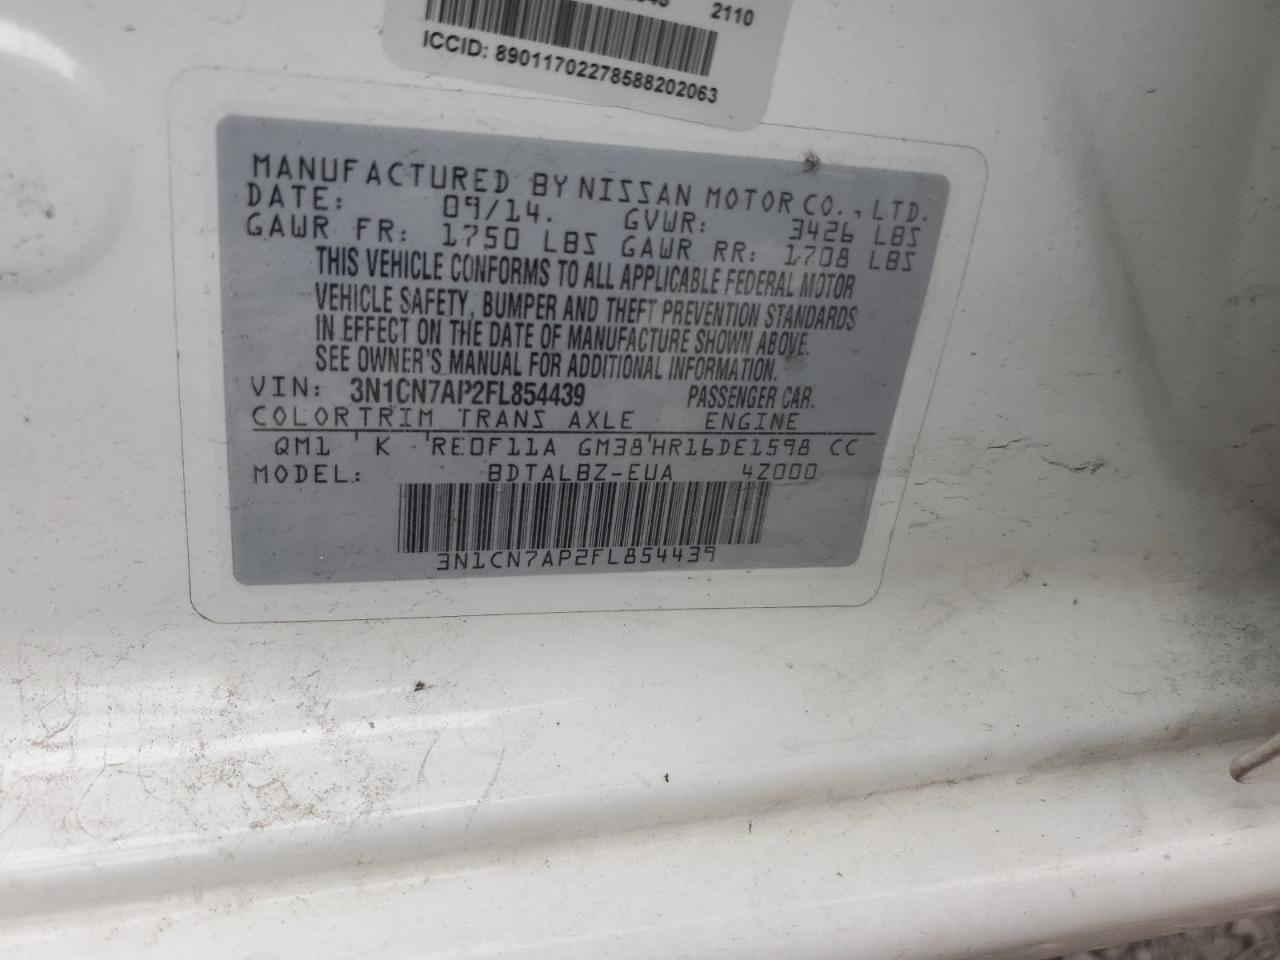 2110
ICCID: 89011702278588202063
MANUFACTURED BY NISSAN MOTOR CO., LTD.
DATE: 09/14. GVWR: 3426 LBS
GAWR FR: 1750 LBS GAWR RR: 1708 LBS
THIS VEHICLE CONFORMS TO ALL APPLICABLE FEDERAL MOTOR
VEHICLE SAFETY, BUMPER AND THEFT PREVENTION STANDARDS
IN EFFECT ON THE DATE OF MANUFACTURE SHOWN ABOVE.
SEE OWNER'S MANUAL FOR ADDITIONAL INFORMATION.
VIN: 3N1CN7AP2FL854439 PASSENGER CAR.
COLOR TRIM TRANS AXLE ENGINE
QM1 ' K 'RE0F11A GM38'HR16DE1598 CC
MODEL: BDTALBZ-EUA 4Z000
3N1CN7AP2FL854439